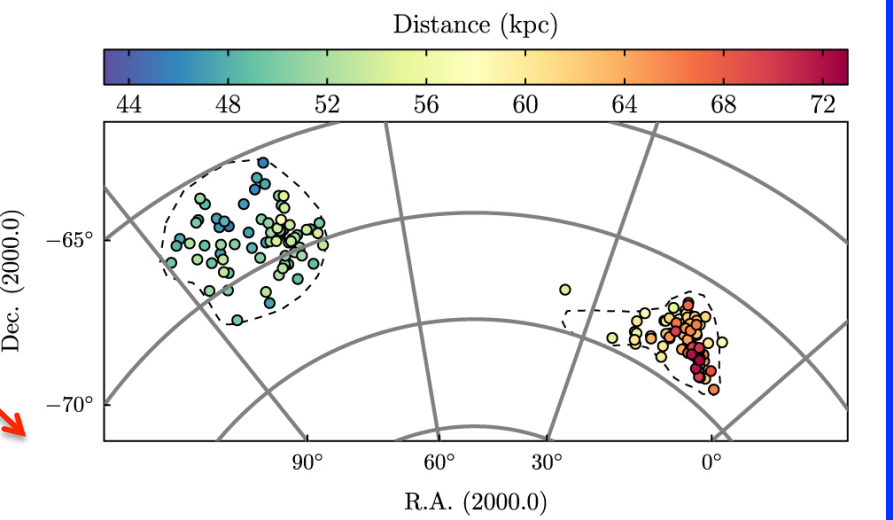 Distance (kpc)
44 48 52 56 60 64 68 72
Dec. (2000.0)
−65°
−70°
90° 60° 30° 0°
R.A. (2000.0)